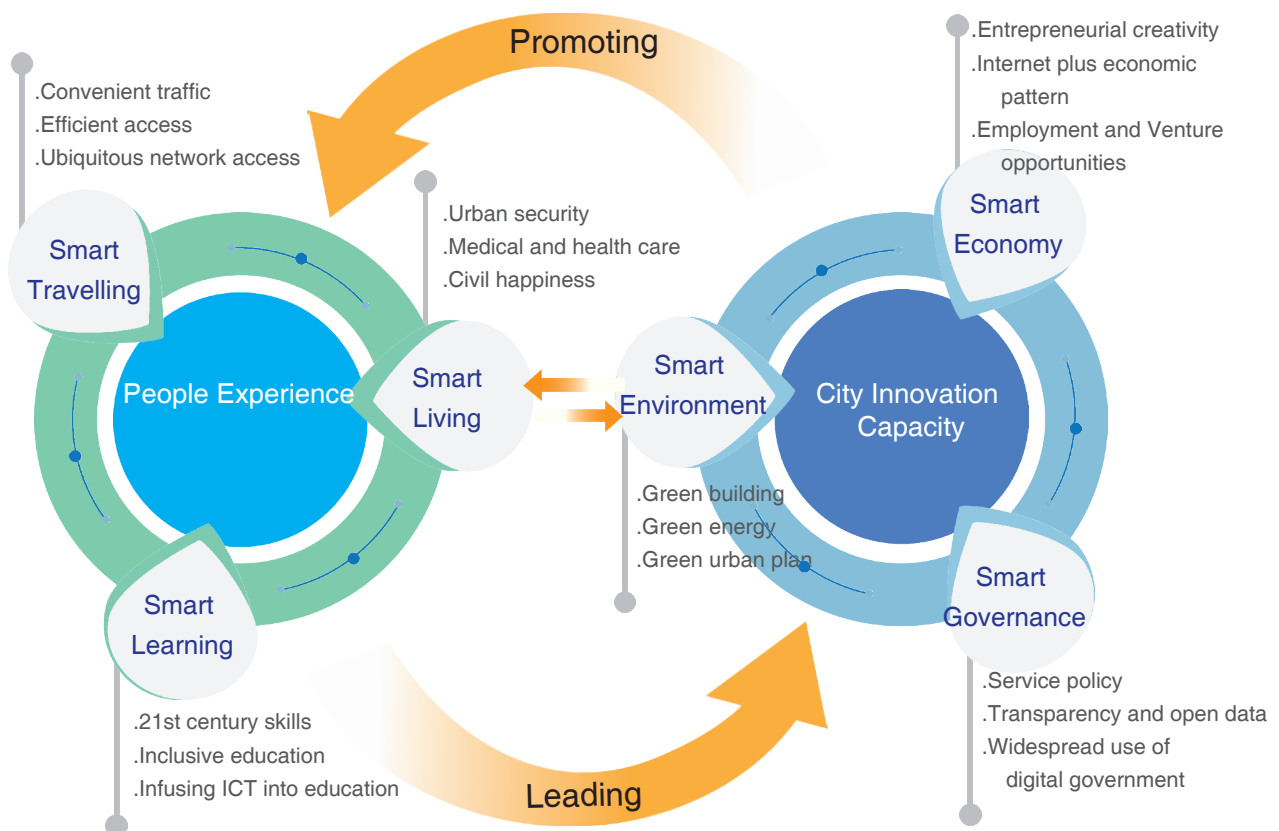 Promoting
.Convenient traffic
.Efficient access
.Ubiquitous network access
Smart
Travelling
.Urban security
.Medical and health care
.Civil happiness
Smart
Living
People Experience
Smart
Learning
.21st century skills
.Inclusive education
.Infusing ICT into education
.Entrepreneurial creativity
.Internet plus economic
pattern
.Employment and Venture
opportunities
Smart
Economy
Smart
Environment
City Innovation
Capacity
.Green building
.Green energy
.Green urban plan
Smart
Governance
.Service policy
.Transparency and open data
.Widespread use of
digital government
Leading